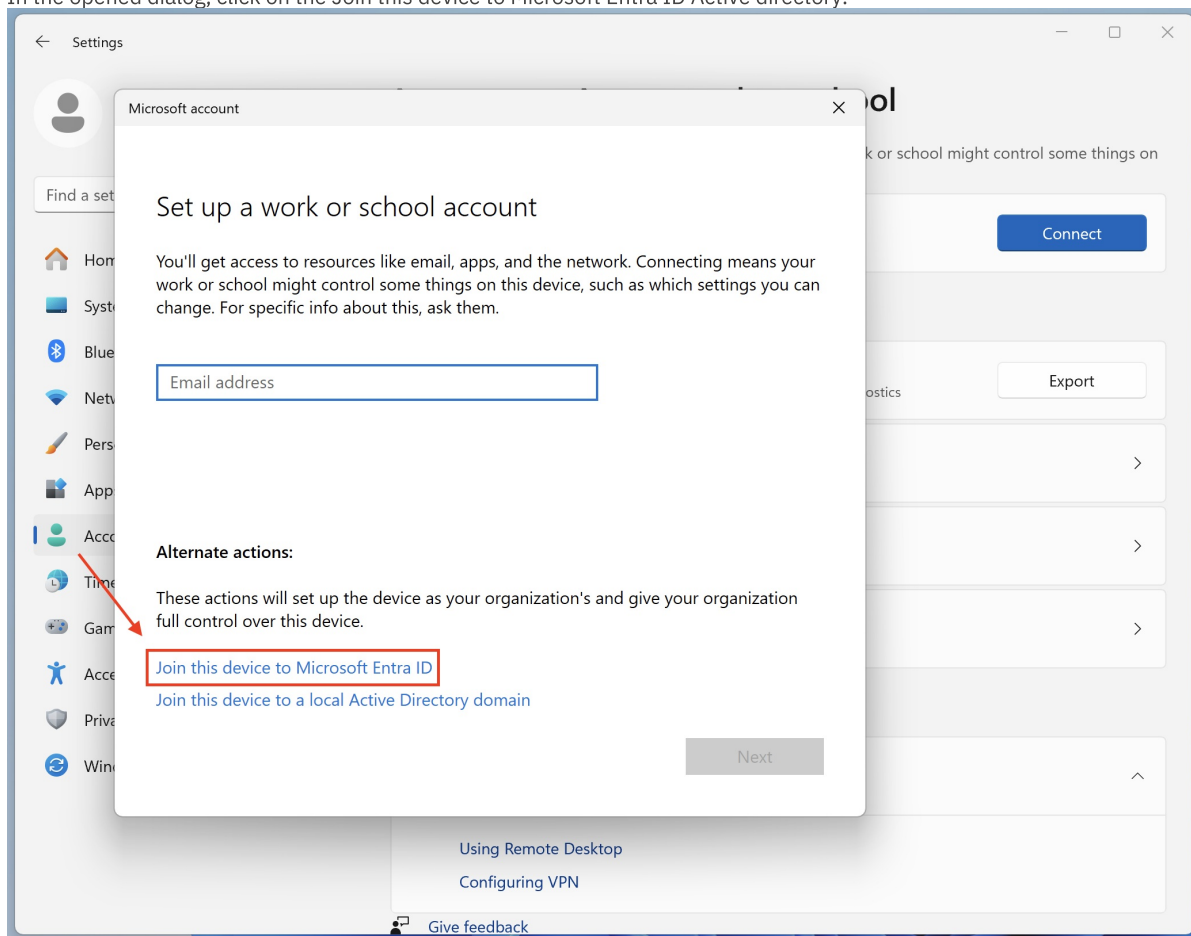 In the opened dialog, click on the Join this device to Microsoft Entra ID Active directory.
Settings
Microsoft account
k or school might control some things on
Find a set
Set up a work or school account
Connect
You'll get access to resources like email, apps, and the network. Connecting means your
work or school might control some things on this device, such as which settings you can
change. For specific info about this, ask them.
Hom
Syste
Blue
Email address
Export
ostics
Netw
Pers
App
Acco
Alternate actions:
Time
These actions will set up the device as your organization's and give your organization
full control over this device.
Gam
Join this device to Microsoft Entra ID
Acce
Join this device to a local Active Directory domain
Priva
Next
Wind
Using Remote Desktop
Configuring VPN
Give feedback